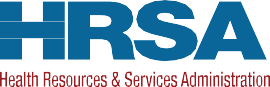 HRSA
Health Resources & Services Administration